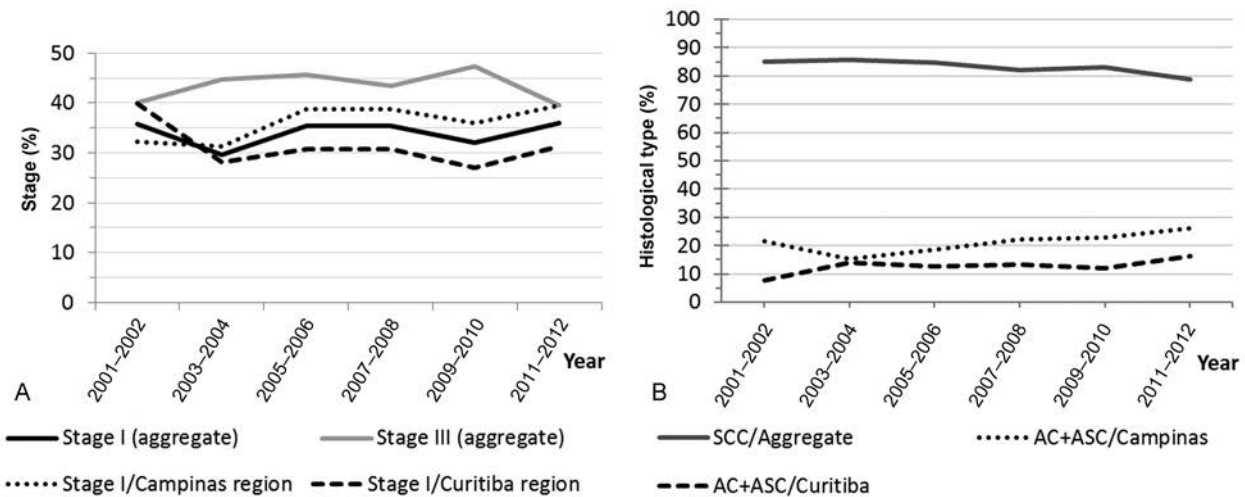 Stage (%)
50
40
30
20
10
0
2001–2002
2003–2004
2005–2006
2007–2008
2009–2010
2011–2012
Year
A
Stage I (aggregate)
Stage III (aggregate)
Stage I/Campinas region
Stage I/Curitiba region
Histological type (%)
100
90
80
70
60
50
40
30
20
10
0
2001–2002
2003–2004
2005–2006
2007–2008
2009–2010
2011–2012
Year
B
SCC/Aggregate
AC+ASC/Campinas
AC+ASC/Curitiba